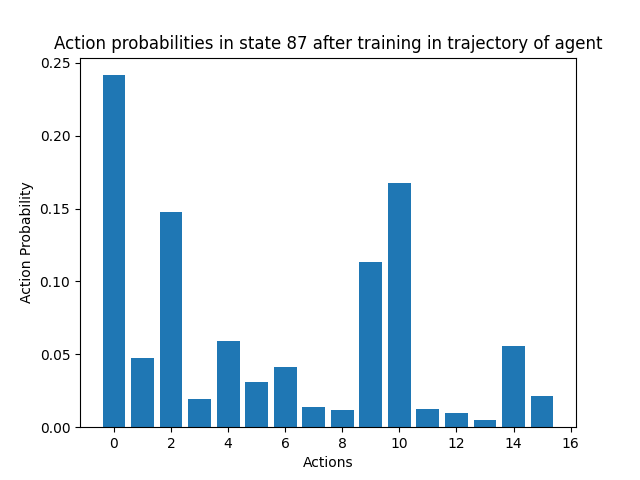 Action probabilities in state 87 after training in trajectory of agent
0.25
0.20
0.15
0.10
0.05
0.00
Action Probability
0 2 4 6 8 10 12 14 16
Actions